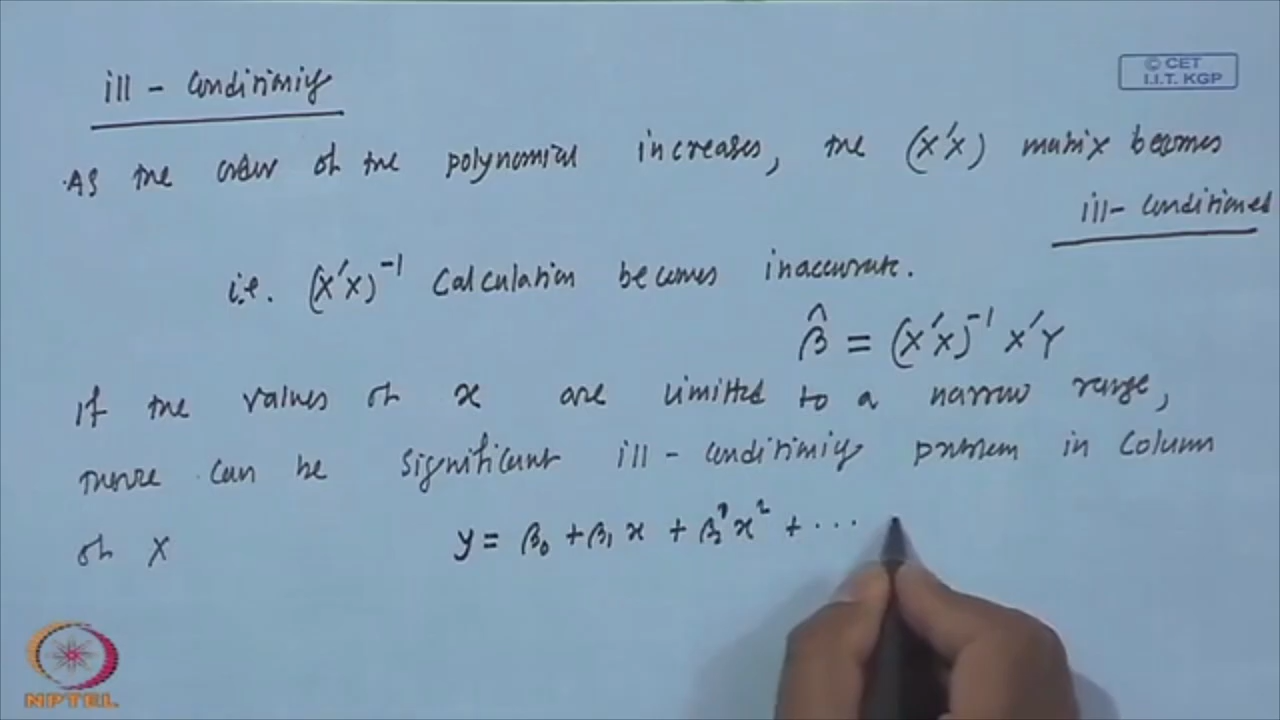 ill - conditioning
© CET
I.I.T. KGP
As the order of the polynomial increases, the (X'X) matrix becomes
ill - conditioned
i.e. (X'X)⁻¹ Calculation becomes inaccurate.
β̂ = (X'X)⁻¹ X'Y
If the values of x are limitted to a narrow range,
there can be significant ill - conditioning problem in Column
of X
y = β₀ + β₁ x + β₂ x² + ...
NPTEL